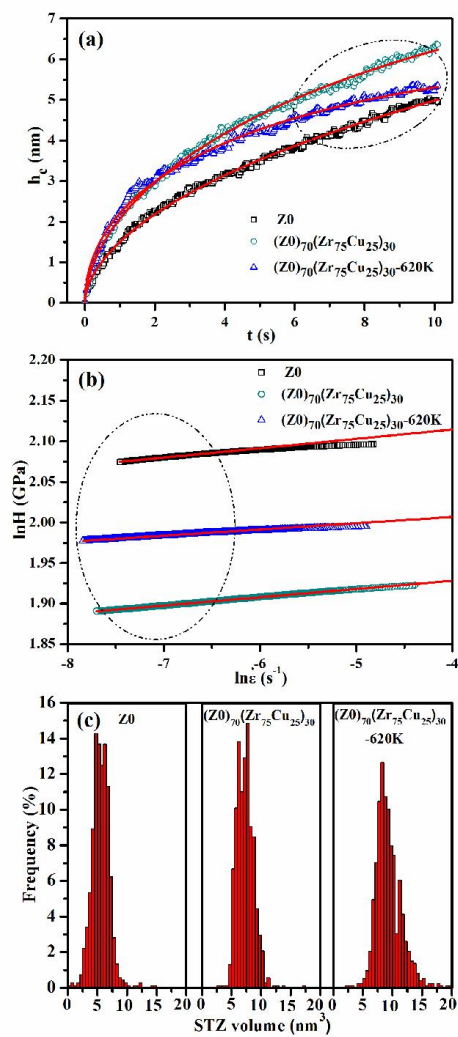 (a)
7
6
5
4
3
2
1
0
h_c (nm)
Z0
(Z0)₇₀(Zr₇₅Cu₂₅)₃₀
(Z0)₇₀(Zr₇₅Cu₂₅)₃₀-620K
0 2 4 6 8 10
t (s)
(b)
2.20
2.15
2.10
2.05
2.00
1.95
1.90
1.85
lnH (GPa)
Z0
(Z0)₇₀(Zr₇₅Cu₂₅)₃₀
(Z0)₇₀(Zr₇₅Cu₂₅)₃₀-620K
-8 -7 -6 -5 -4
lnε (s⁻¹)
(c)
Z0
(Z0)₇₀(Zr₇₅Cu₂₅)₃₀
(Z0)₇₀(Zr₇₅Cu₂₅)₃₀
-620K
16
14
12
10
8
6
4
2
0
Frequency (%)
0 5 10 15 20 0 5 10 15 20 0 5 10 15 20
STZ volume (nm³)